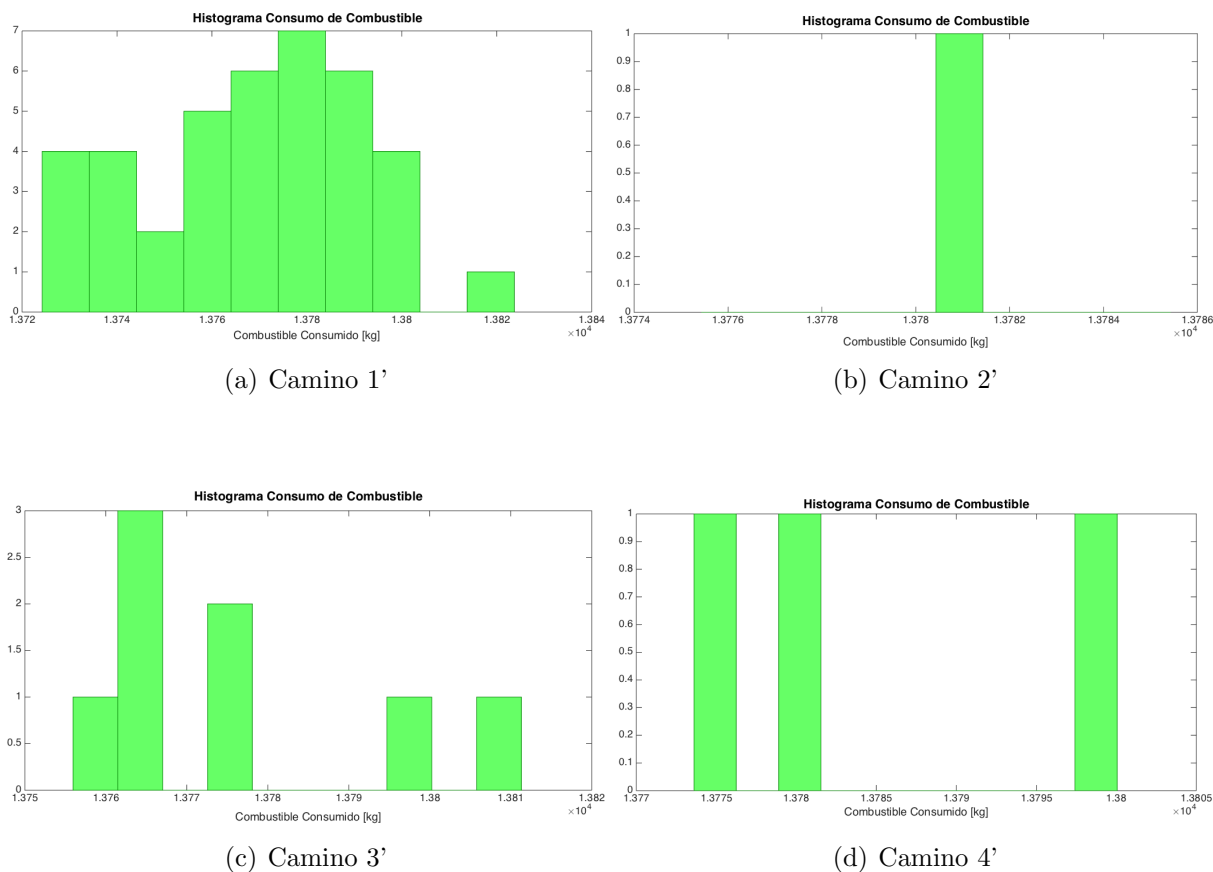 Histograma Consumo de Combustible
7
6
5
4
3
2
1
0
1.372 1.374 1.376 1.378 1.38 1.382 1.384
×10⁴
Combustible Consumido [kg]
(a) Camino 1’
Histograma Consumo de Combustible
1
0.9
0.8
0.7
0.6
0.5
0.4
0.3
0.2
0.1
0
1.3774 1.3776 1.3778 1.378 1.3782 1.3784 1.3786
×10⁴
Combustible Consumido [kg]
(b) Camino 2’
Histograma Consumo de Combustible
3
2.5
2
1.5
1
0.5
0
1.375 1.376 1.377 1.378 1.379 1.38 1.381 1.382
×10⁴
Combustible Consumido [kg]
(c) Camino 3’
Histograma Consumo de Combustible
1
0.9
0.8
0.7
0.6
0.5
0.4
0.3
0.2
0.1
0
1.377 1.3775 1.378 1.3785 1.379 1.3795 1.38 1.3805
×10⁴
Combustible Consumido [kg]
(d) Camino 4’